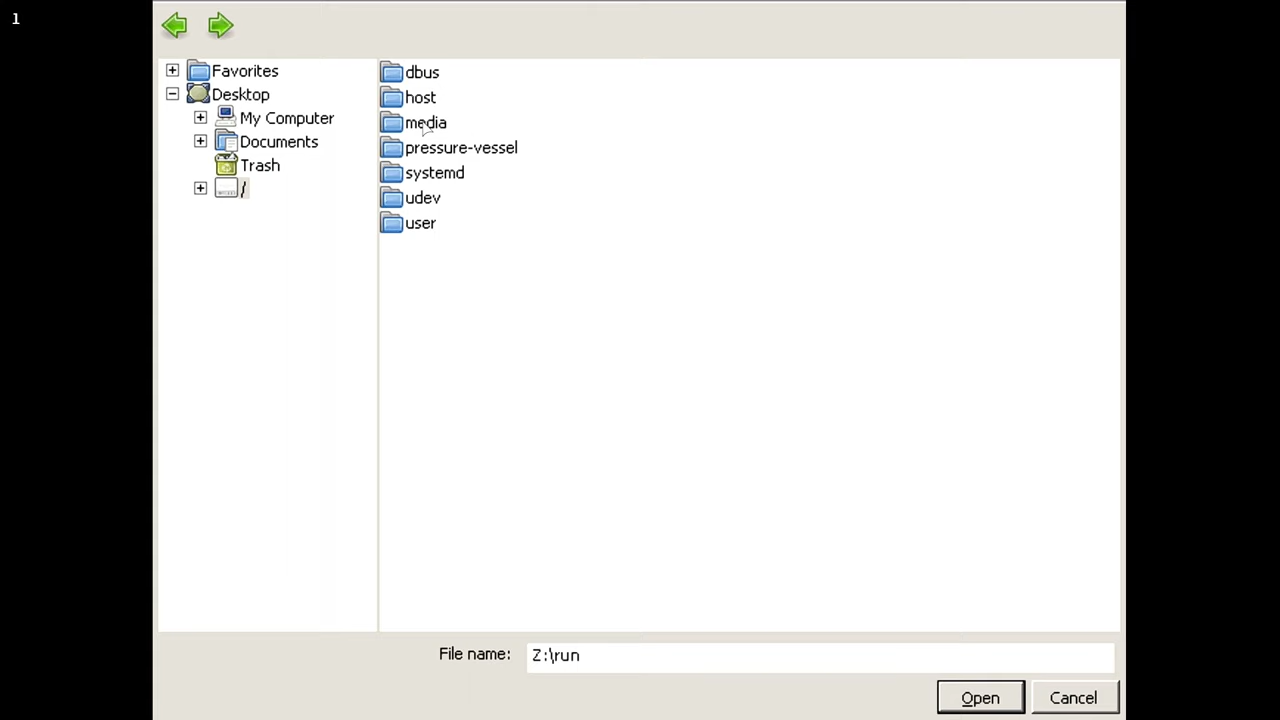 1
Favorites
Desktop
My Computer
Documents
Trash
/
dbus
host
media
pressure-vessel
systemd
udev
user
File name: Z:\run
Open Cancel